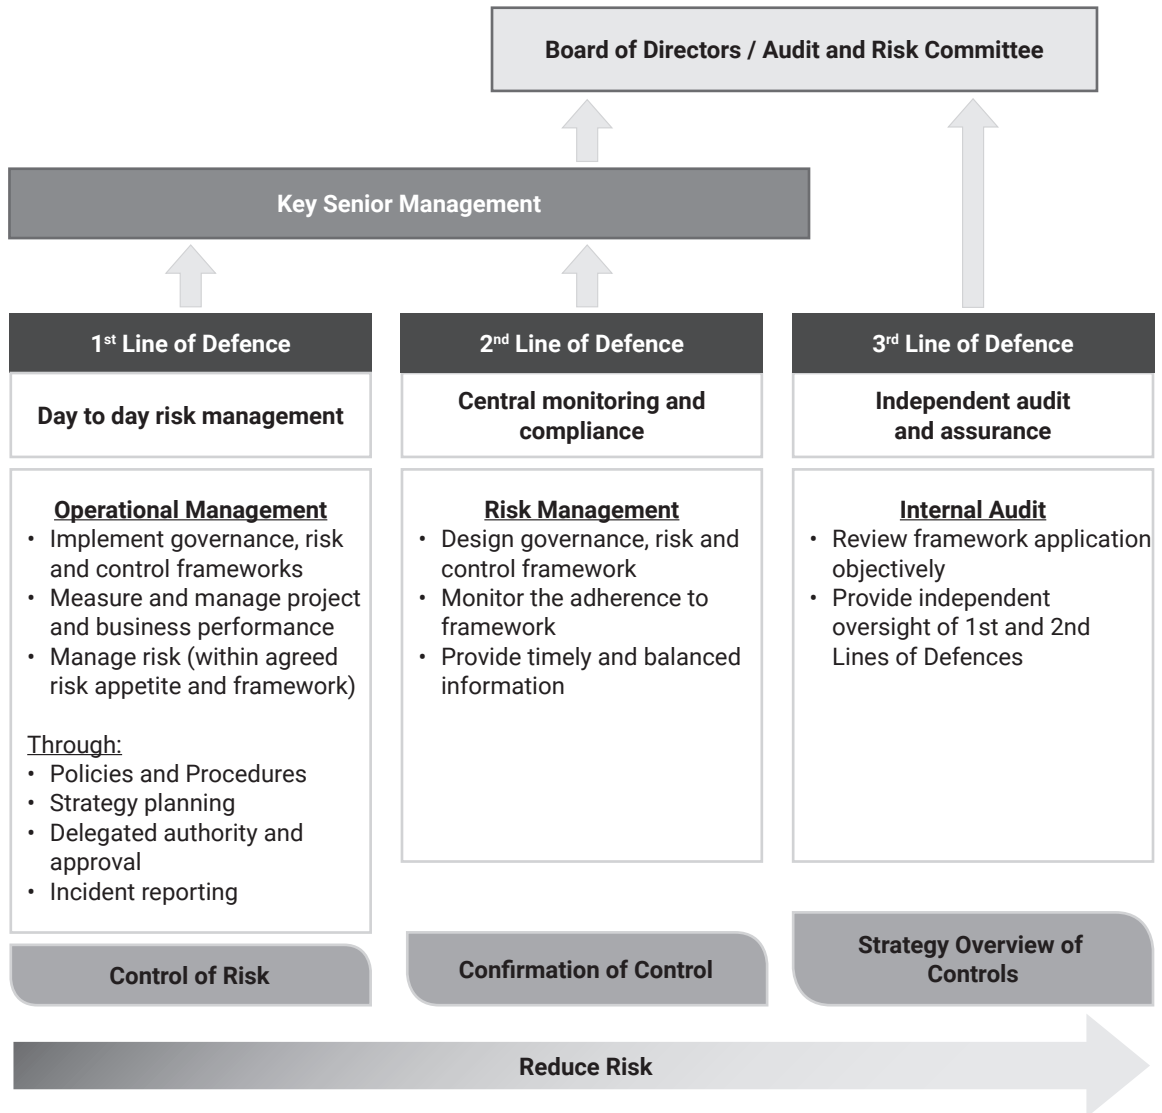 Board of Directors / Audit and Risk Committee
Key Senior Management
1st Line of Defence
Day to day risk management
Operational Management
• Implement governance, risk
and control frameworks
• Measure and manage project
and business performance
• Manage risk (within agreed
risk appetite and framework)
Through:
• Policies and Procedures
• Strategy planning
• Delegated authority and
approval
• Incident reporting
Control of Risk
2nd Line of Defence
Central monitoring and
compliance
Risk Management
• Design governance, risk and
control framework
• Monitor the adherence to
framework
• Provide timely and balanced
information
Confirmation of Control
3rd Line of Defence
Independent audit
and assurance
Internal Audit
• Review framework application
objectively
• Provide independent
oversight of 1st and 2nd
Lines of Defences
Strategy Overview of
Controls
Reduce Risk